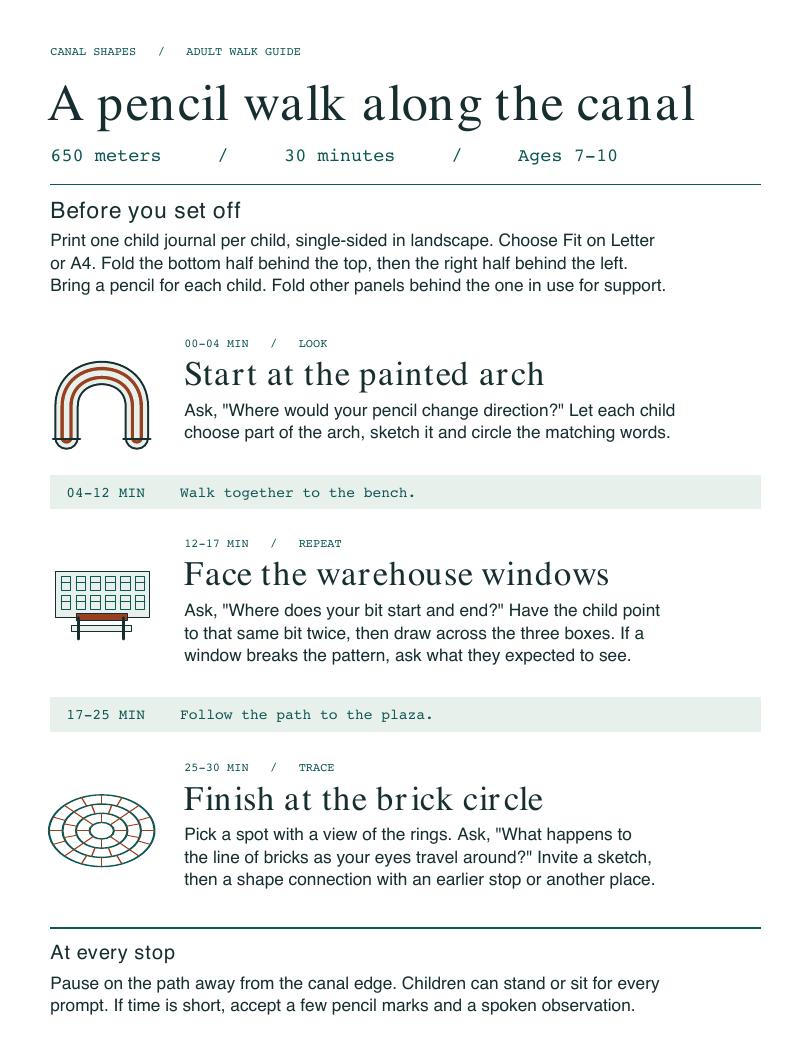 CANAL SHAPES / ADULT WALK GUIDE
A pencil walk along the canal
650 meters / 30 minutes / Ages 7-10
Before you set off
Print one child journal per child, single-sided in landscape. Choose Fit on Letter
or A4. Fold the bottom half behind the top, then the right half behind the left.
Bring a pencil for each child. Fold other panels behind the one in use for support.
00-04 MIN / LOOK
Start at the painted arch
Ask, "Where would your pencil change direction?" Let each child
choose part of the arch, sketch it and circle the matching words.
04-12 MIN Walk together to the bench.
12-17 MIN / REPEAT
Face the warehouse windows
Ask, "Where does your bit start and end?" Have the child point
to that same bit twice, then draw across the three boxes. If a
window breaks the pattern, ask what they expected to see.
17-25 MIN Follow the path to the plaza.
25-30 MIN / TRACE
Finish at the brick circle
Pick a spot with a view of the rings. Ask, "What happens to
the line of bricks as your eyes travel around?" Invite a sketch,
then a shape connection with an earlier stop or another place.
At every stop
Pause on the path away from the canal edge. Children can stand or sit for every
prompt. If time is short, accept a few pencil marks and a spoken observation.